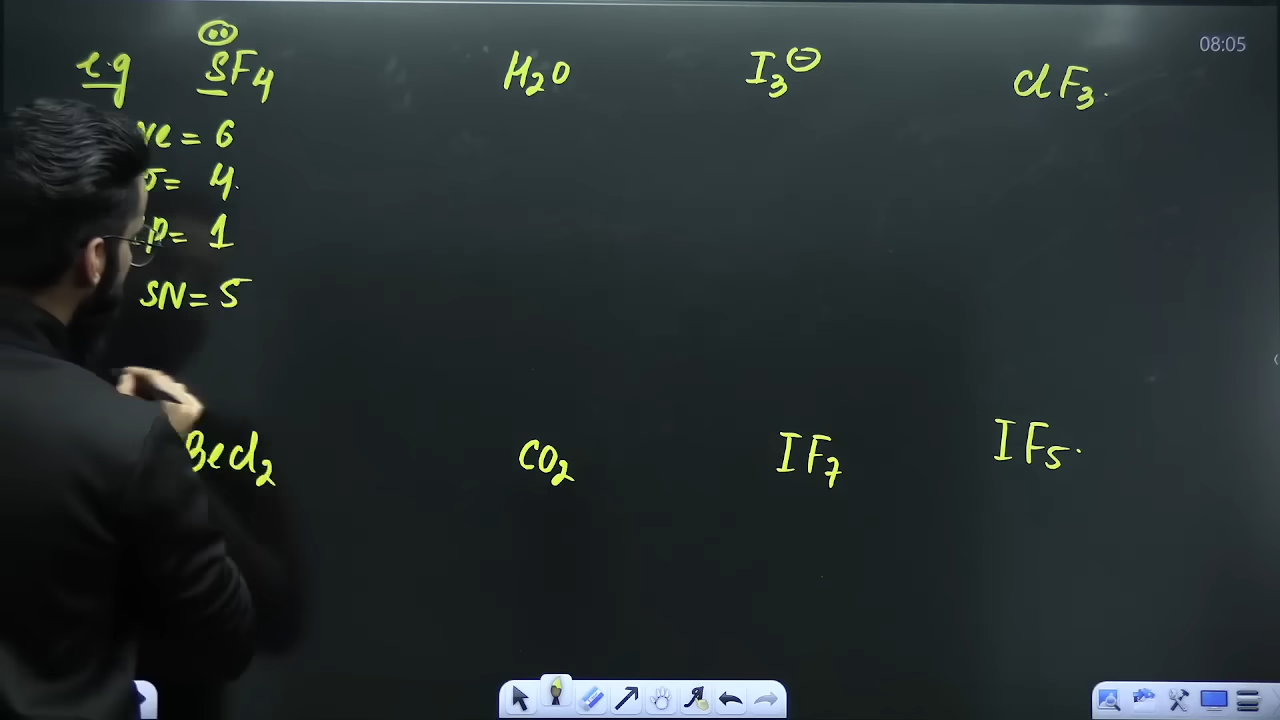 08:05
e.g SF4 H2O I3⊖ ClF3.
ve = 6
σ = 4.
p = 1
SN = 5
BeCl2 CO2 IF7 IF5.